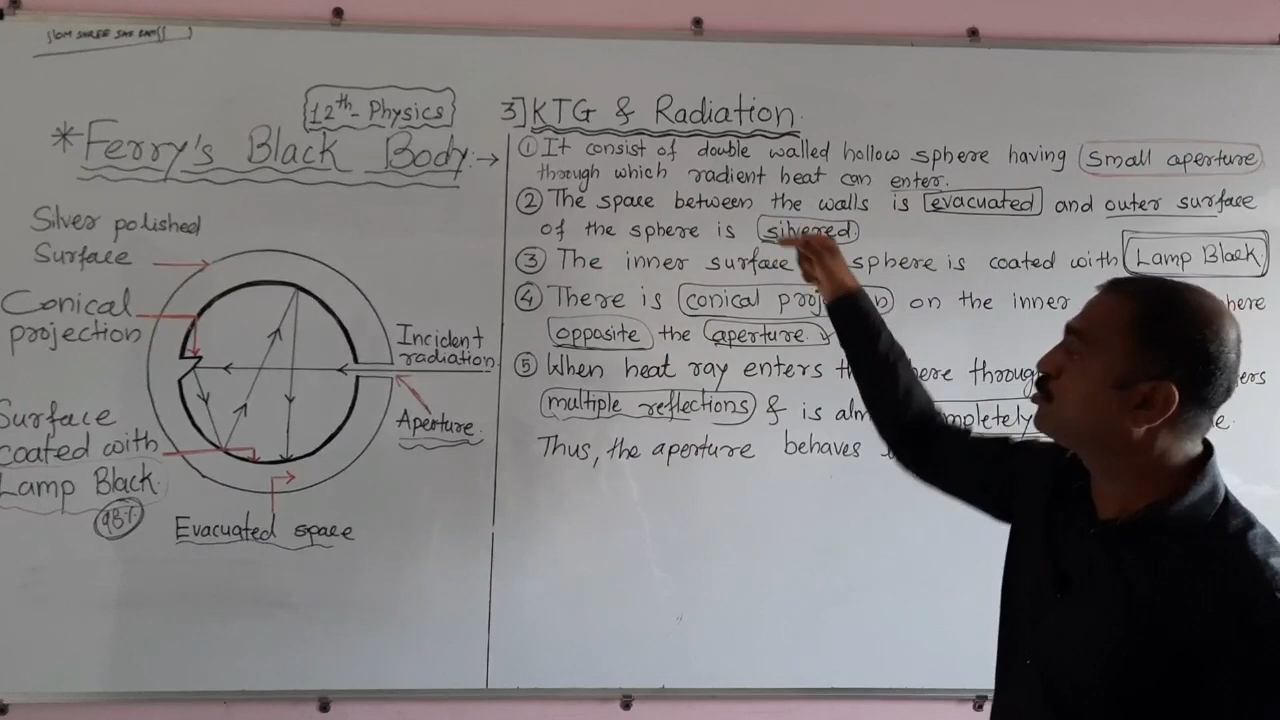 12th - Physics
* Ferry's Black Body :→
Silver polished
Surface
Conical
projection
Incident
radiation
Aperture.
Surface
coated with
Lamp Black.
98%
Evacuated space
3] KTG & Radiation.
① It consist of double walled hollow sphere having small aperture
through which radient heat can enter.
② The space between the walls is evacuated and outer surface
of the sphere is silvered.
③ The inner surface sphere is coated with Lamp Black.
④ There is conical on the inner
opposite the aperture.
⑤ When heat ray enters
multiple reflections & is
Thus, the aperture behaves